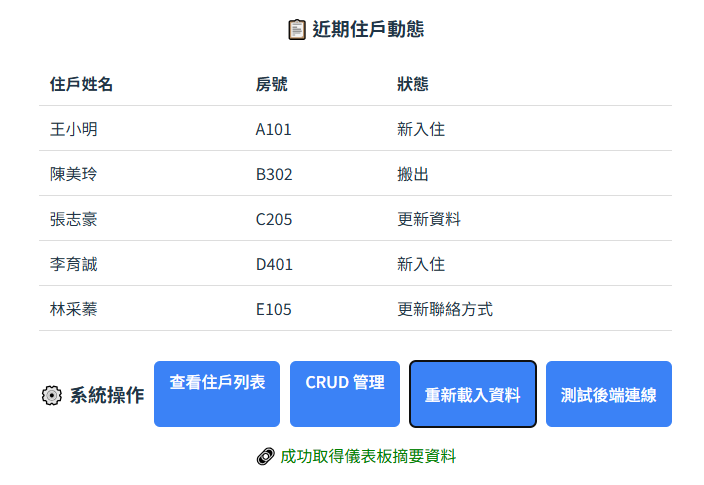 近期住戶動態
住戶姓名 房號 狀態
王小明 A101 新入住
陳美玲 B302 搬出
張志豪 C205 更新資料
李育誠 D401 新入住
林采蓁 E105 更新聯絡方式
系統操作 查看住戶列表 CRUD 管理 重新載入資料 測試後端連線
成功取得儀表板摘要資料